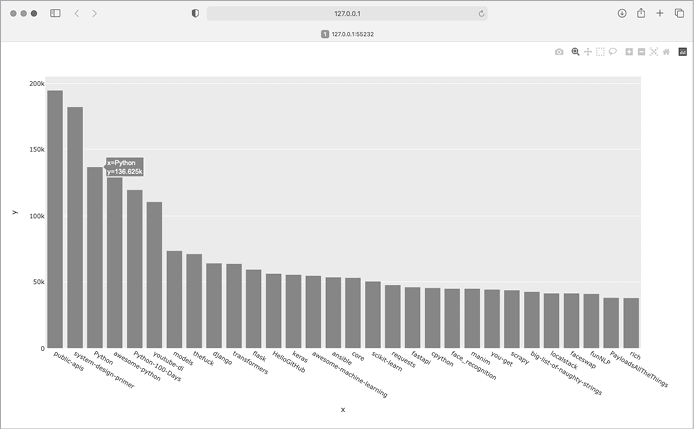 127.0.0.1
1 127.0.0.1:55232
200k
150k
100k
50k
0
y
x=Python
y=136.625k
public-apis
system-design-primer
Python
awesome-python
Python-100-Days
youtube-dl
models
thefuck
django
transformers
flask
HelloGitHub
keras
awesome-machine-learning
ansible
core
scikit-learn
requests
fastapi
cpython
face_recognition
manim
you-get
scrapy
big-list-of-naughty-strings
localstack
faceswap
funNLP
PayloadsAllTheThings
rich
x